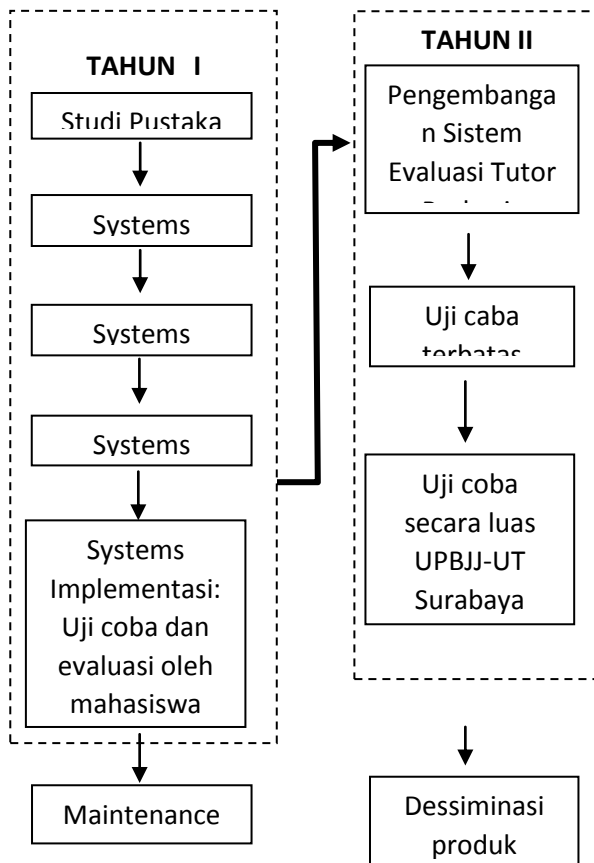 TAHUN I
Studi Pustaka
Systems
Systems
Systems
Systems
Implementasi:
Uji coba dan
evaluasi oleh
mahasiswa
Maintenance
TAHUN II
Pengembanga
n Sistem
Evaluasi Tutor
Uji caba
terbatas
Uji coba
secara luas
UPBJJ-UT
Surabaya
Dessiminasi
produk